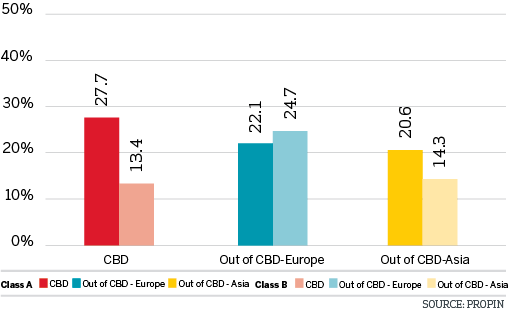 50%
40%
30%
20%
10%
0%
27.7
13.4
22.1
24.7
20.6
14.3
CBD
Out of CBD-Europe
Out of CBD-Asia
Class A CBD Out of CBD - Europe Out of CBD - Asia Class B CBD Out of CBD - Europe Out of CBD - Asia
SOURCE: PROPIN